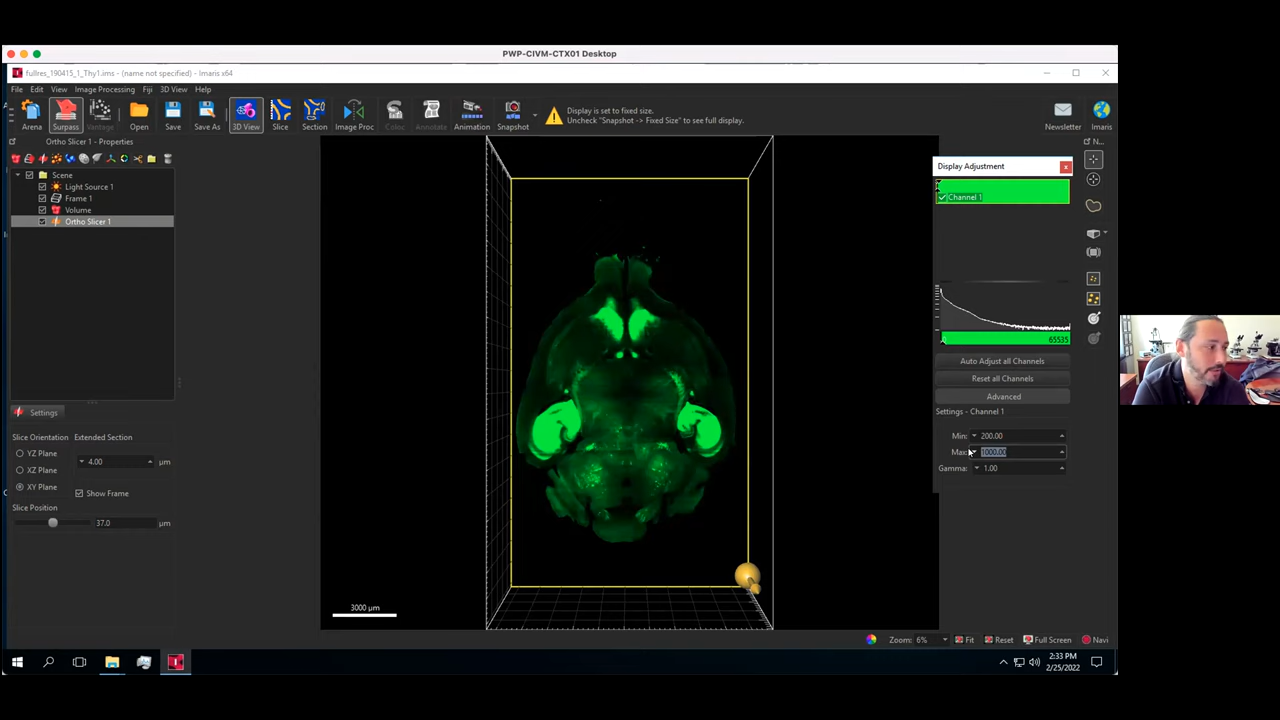 PWP-CIVM-CTX01 Desktop
fullres_190415_1_Thy1.ims - (name not specified) - Imaris x64
File Edit View Image Processing Fiji 3D View Help
Arena Surpass Vantage Open Save Save As 3D View Slice Section Image Proc Coloc Annotate Animation Snapshot
Display is set to fixed size.
Uncheck "Snapshot -> Fixed Size" to see full display.
Newsletter Imaris
Ortho Slicer 1 - Properties
N...
Scene
Light Source 1
Frame 1
Volume
Ortho Slicer 1
Display Adjustment
Channel 1
65535
Auto Adjust all Channels
Reset all Channels
Advanced
Settings - Channel 1
Min: 200.00
Max: 1000.00
Gamma: 1.00
Settings
Slice Orientation Extended Section
YZ Plane
4.00 µm
XZ Plane
XY Plane Show Frame
Slice Position
37.0 µm
3000 µm
Zoom: 6% Fit Reset Full Screen Navi
2:33 PM
2/25/2022